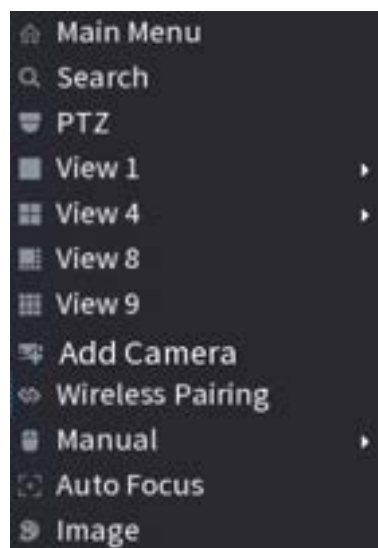 Main Menu
Search
PTZ
View 1
View 4
View 8
View 9
Add Camera
Wireless Pairing
Manual
Auto Focus
Image